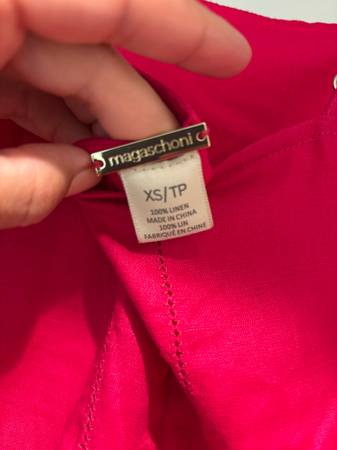 magaschoni
XS/TP
100% LINEN
MADE IN CHINA
100% LIN
FABRIQUÉ EN CHINE